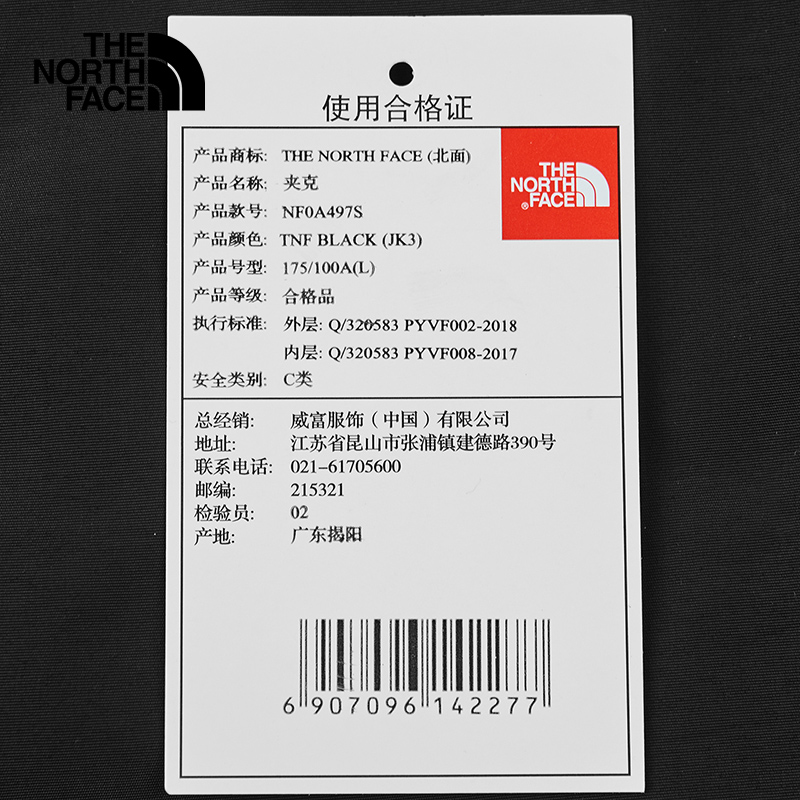 THE
NORTH
FACE
使用合格证
产品商标: THE NORTH FACE (北面)
产品名称: 夹克
产品款号: NF0A497S
产品颜色: TNF BLACK (JK3)
产品号型: 175/100A(L)
产品等级: 合格品
执行标准: 外层: Q/320583 PYVF002-2018
内层: Q/320583 PYVF008-2017
安全类别: C类
THE
NORTH
®FACE
总经销: 威富服饰（中国）有限公司
地址: 江苏省昆山市张浦镇建德路390号
联系电话: 021-61705600
邮编: 215321
检验员: 02
产地: 广东揭阳
6 907096 142277